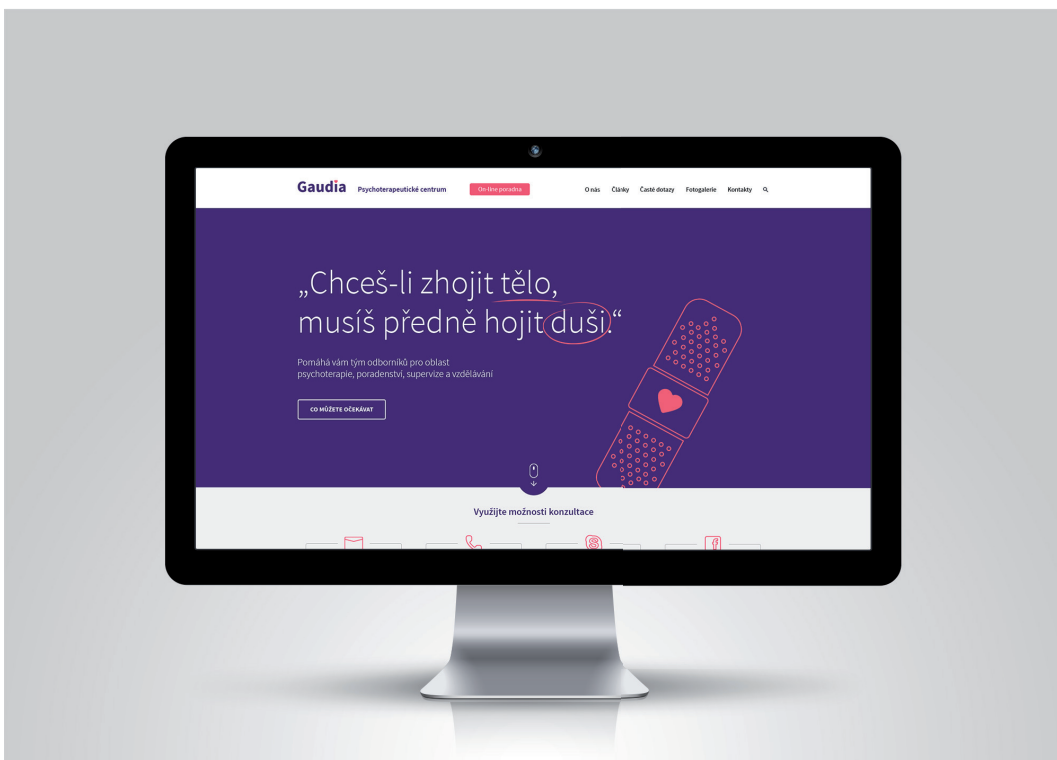 Gaudia Psychoterapeutické centrum On-line poradna O nás Články Časté dotazy Fotogalerie Kontakty
„Chceš-li zhojit tělo,
musíš předně hojit duši.“
Pomáhá vám tým odborníků pro oblast
psychoterapie, poradenství, supervize a vzdělávání
CO MŮŽETE OČEKÁVAT
Využijte možnosti konzultace